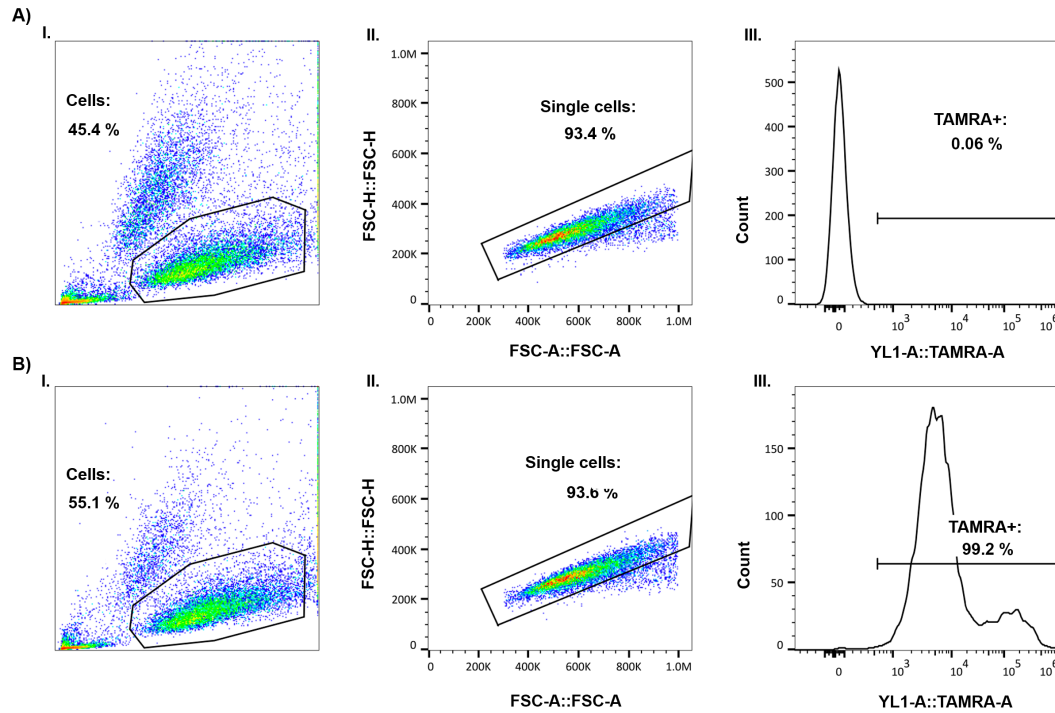 A)
I.
Cells:
45.4 %
II.
1.0M
800K
600K
400K
200K
0
FSC-H::FSC-H
Single cells:
93.4 %
0
200K
400K
600K
800K
1.0M
FSC-A::FSC-A
III.
500
400
300
200
100
0
Count
TAMRA+:
0.06 %
0
10³
10⁴
10⁵
10⁶
YL1-A::TAMRA-A
B)
I.
Cells:
55.1 %
II.
1.0M
800K
600K
400K
200K
0
FSC-H::FSC-H
Single cells:
93.6 %
0
200K
400K
600K
800K
1.0M
FSC-A::FSC-A
III.
150
100
50
0
Count
TAMRA+:
99.2 %
0
10³
10⁴
10⁵
10⁶
YL1-A::TAMRA-A